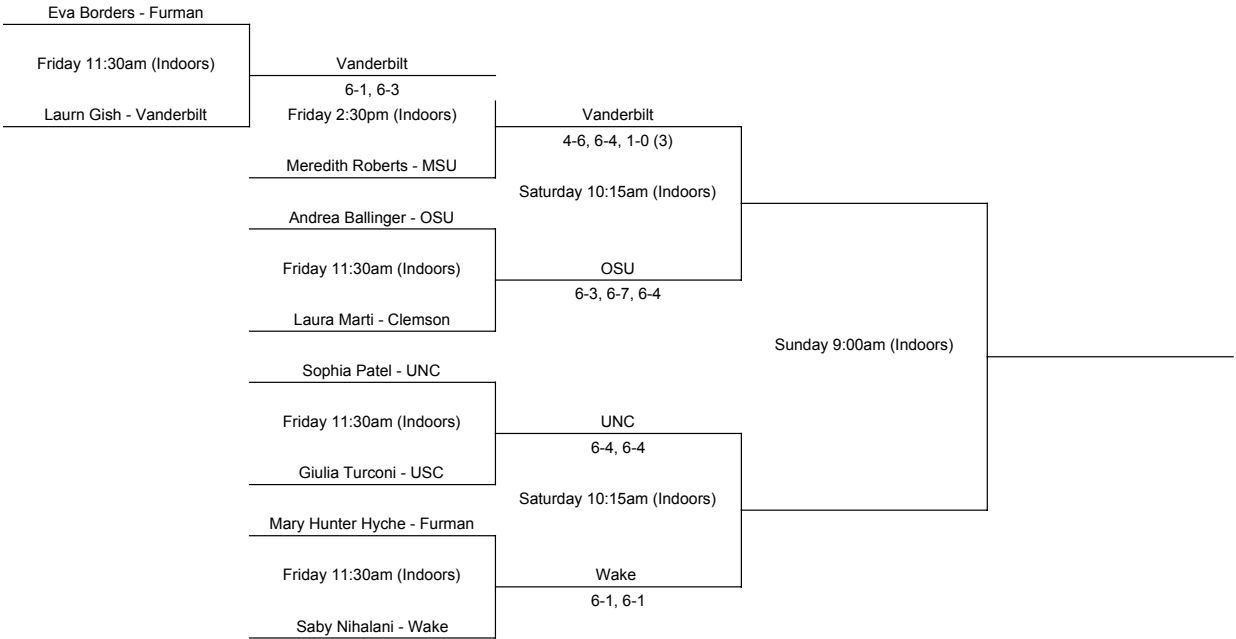 Eva Borders - Furman
Friday 11:30am (Indoors)
Vanderbilt
6-1, 6-3
Laurn Gish - Vanderbilt
Friday 2:30pm (Indoors)
Vanderbilt
4-6, 6-4, 1-0 (3)
Meredith Roberts - MSU
Saturday 10:15am (Indoors)
Andrea Ballinger - OSU
Friday 11:30am (Indoors)
OSU
6-3, 6-7, 6-4
Laura Marti - Clemson
Sunday 9:00am (Indoors)
Sophia Patel - UNC
Friday 11:30am (Indoors)
UNC
6-4, 6-4
Giulia Turconi - USC
Saturday 10:15am (Indoors)
Mary Hunter Hyche - Furman
Friday 11:30am (Indoors)
Wake
6-1, 6-1
Saby Nihalani - Wake